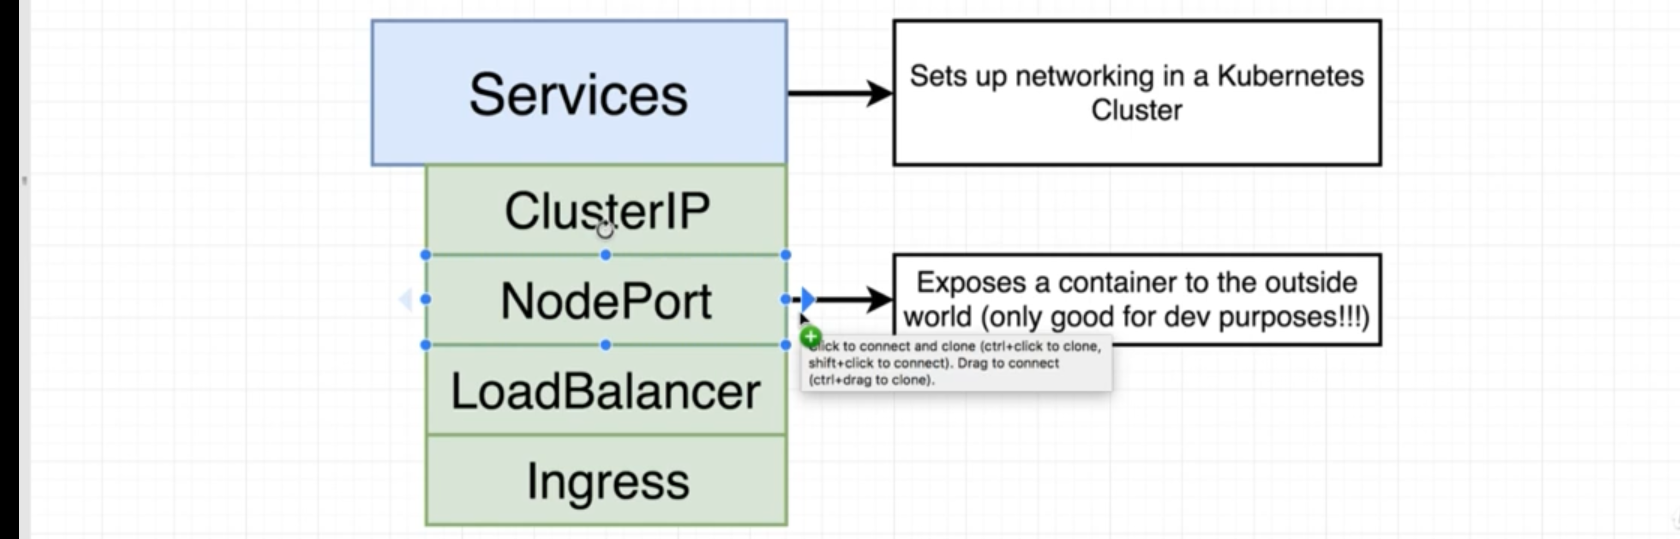 Services
Sets up networking in a Kubernetes
Cluster
ClusterIP
NodePort
Exposes a container to the outside
world (only good for dev purposes!!!)
Click to connect and clone (ctrl+click to clone,
shift+click to connect). Drag to connect
(ctrl+drag to clone).
LoadBalancer
Ingress